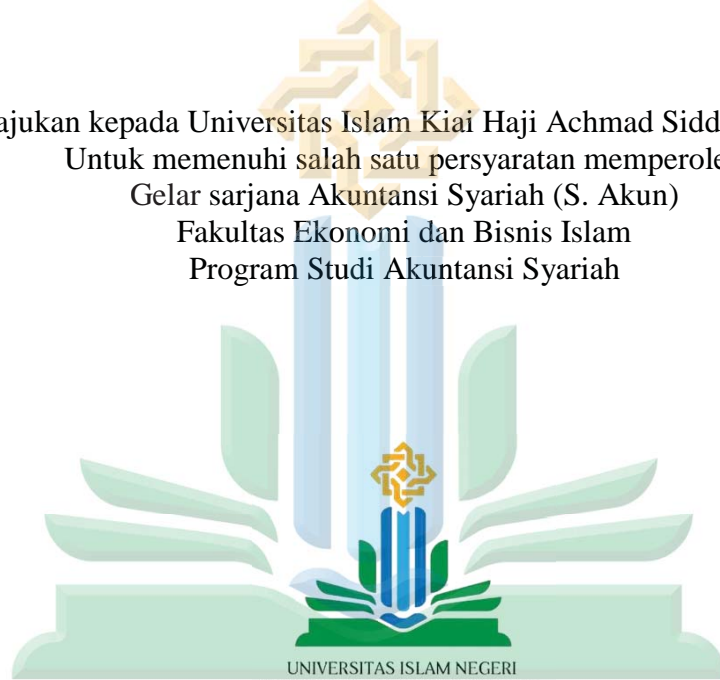 ajukan kepada Universitas Islam Kiai Haji Achmad Sidd
Untuk memenuhi salah satu persyaratan memperole
Gelar sarjana Akuntansi Syariah (S. Akun)
Fakultas Ekonomi dan Bisnis Islam
Program Studi Akuntansi Syariah
UNIVERSITAS ISLAM NEGERI